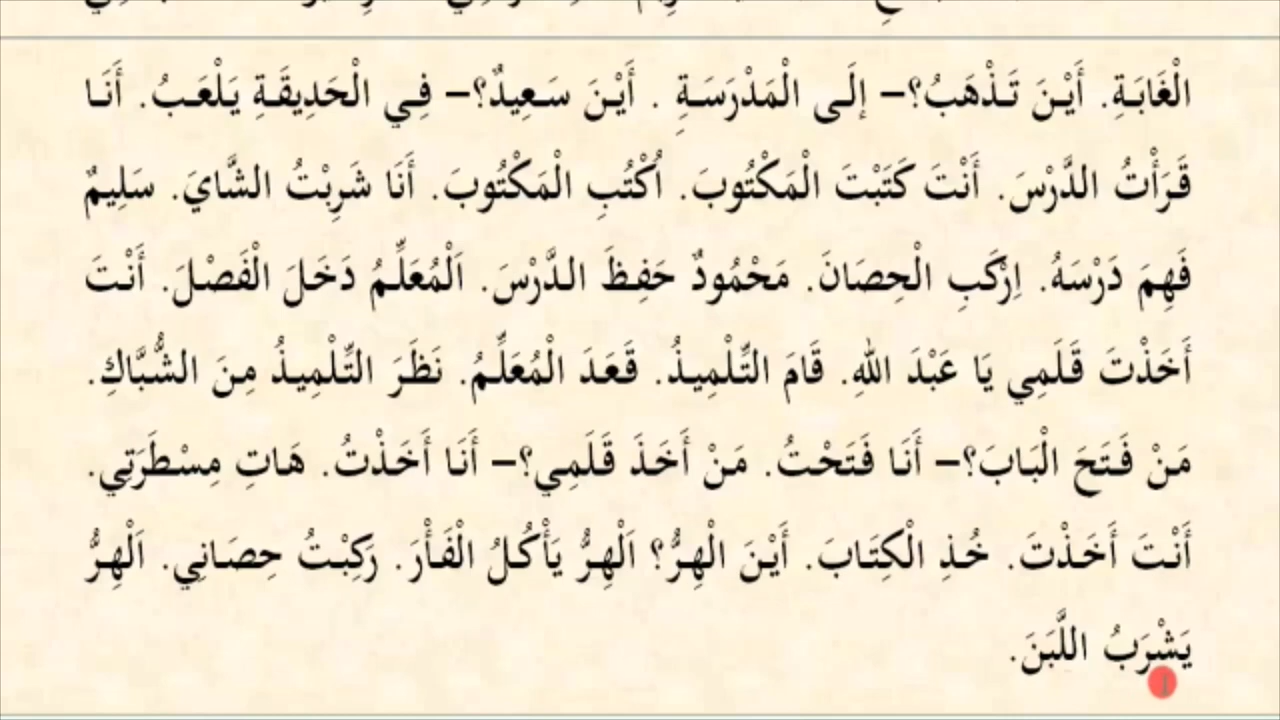 الْغَابَةِ. أَيْنَ تَذْهَبُ؟– إلَى الْمَدْرَسَةِ . أَيْنَ سَعِيدٌ؟– فِي الْحَدِيقَةِ يَلْعَبُ. أَنَا
قَرَأْتُ الدَّرْسَ. أَنْتَ كَتَبْتَ الْمَكْتُوبَ. اُكْتُبِ الْمَكْتُوبَ. أَنَا شَرِبْتُ الشَّايَ. سَلِيمٌ
فَهِمَ دَرْسَهُ. اِرْكَبِ الْحِصَانَ. مَحْمُودٌ حَفِظَ الدَّرْسَ. اَلْمُعَلِّمُ دَخَلَ الْفَصْلَ. أَنْتَ
أَخَذْتَ قَلَمِي يَا عَبْدَ اللهِ. قَامَ التِّلْمِيذُ. قَعَدَ الْمُعَلِّمُ. نَظَرَ التِّلْمِيذُ مِنَ الشُّبَّاكِ.
مَنْ فَتَحَ الْبَابَ؟– أَنَا فَتَحْتُ. مَنْ أَخَذَ قَلَمِي؟– أَنَا أَخَذْتُ. هَاتِ مِسْطَرَتِي.
أَنْتَ أَخَذْتَ. خُذِ الْكِتَابَ. أَيْنَ الْهِرُّ؟ اَلْهِرُّ يَأْكُلُ الْفَأْرَ. رَكِبْتُ حِصَانِي. اَلْهِرُّ
يَشْرَبُ اللَّبَنَ.